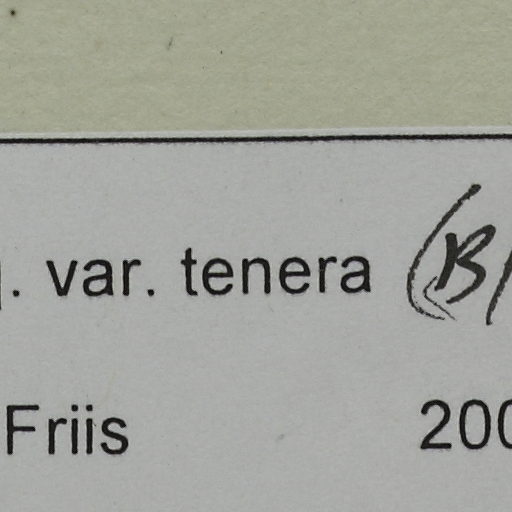 . var. tenera (B
Friis 200